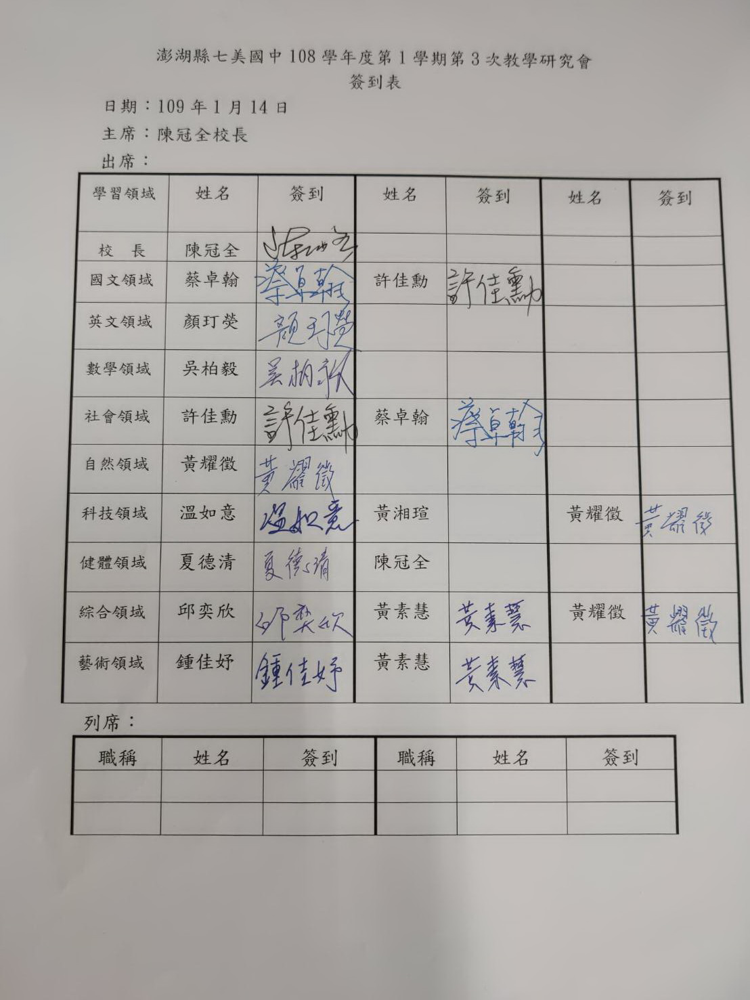 澎湖縣七美國中 108 學年度第 1 學期第 3 次教學研究會
簽到表
日期：109 年 1 月 14 日
主席：陳冠全校長
出席：
學習領域 姓名 簽到 姓名 簽到 姓名 簽到
校 長 陳冠全
國文領域 蔡卓翰 蔡卓翰 許佳勳 許佳勳
英文領域 顏玎熒 顏玎熒
數學領域 吳柏毅 吳柏毅
社會領域 許佳勳 許佳勳 蔡卓翰 蔡卓翰
自然領域 黃耀徵 黃耀徵
科技領域 溫如意 溫如意 黃湘瑄 黃耀徵 黃耀徵
健體領域 夏德清 夏德清 陳冠全
綜合領域 邱奕欣 邱奕欣 黃素慧 黃素慧 黃耀徵 黃耀徵
藝術領域 鍾佳妤 鍾佳妤 黃素慧 黃素慧
列席：
職稱 姓名 簽到 職稱 姓名 簽到